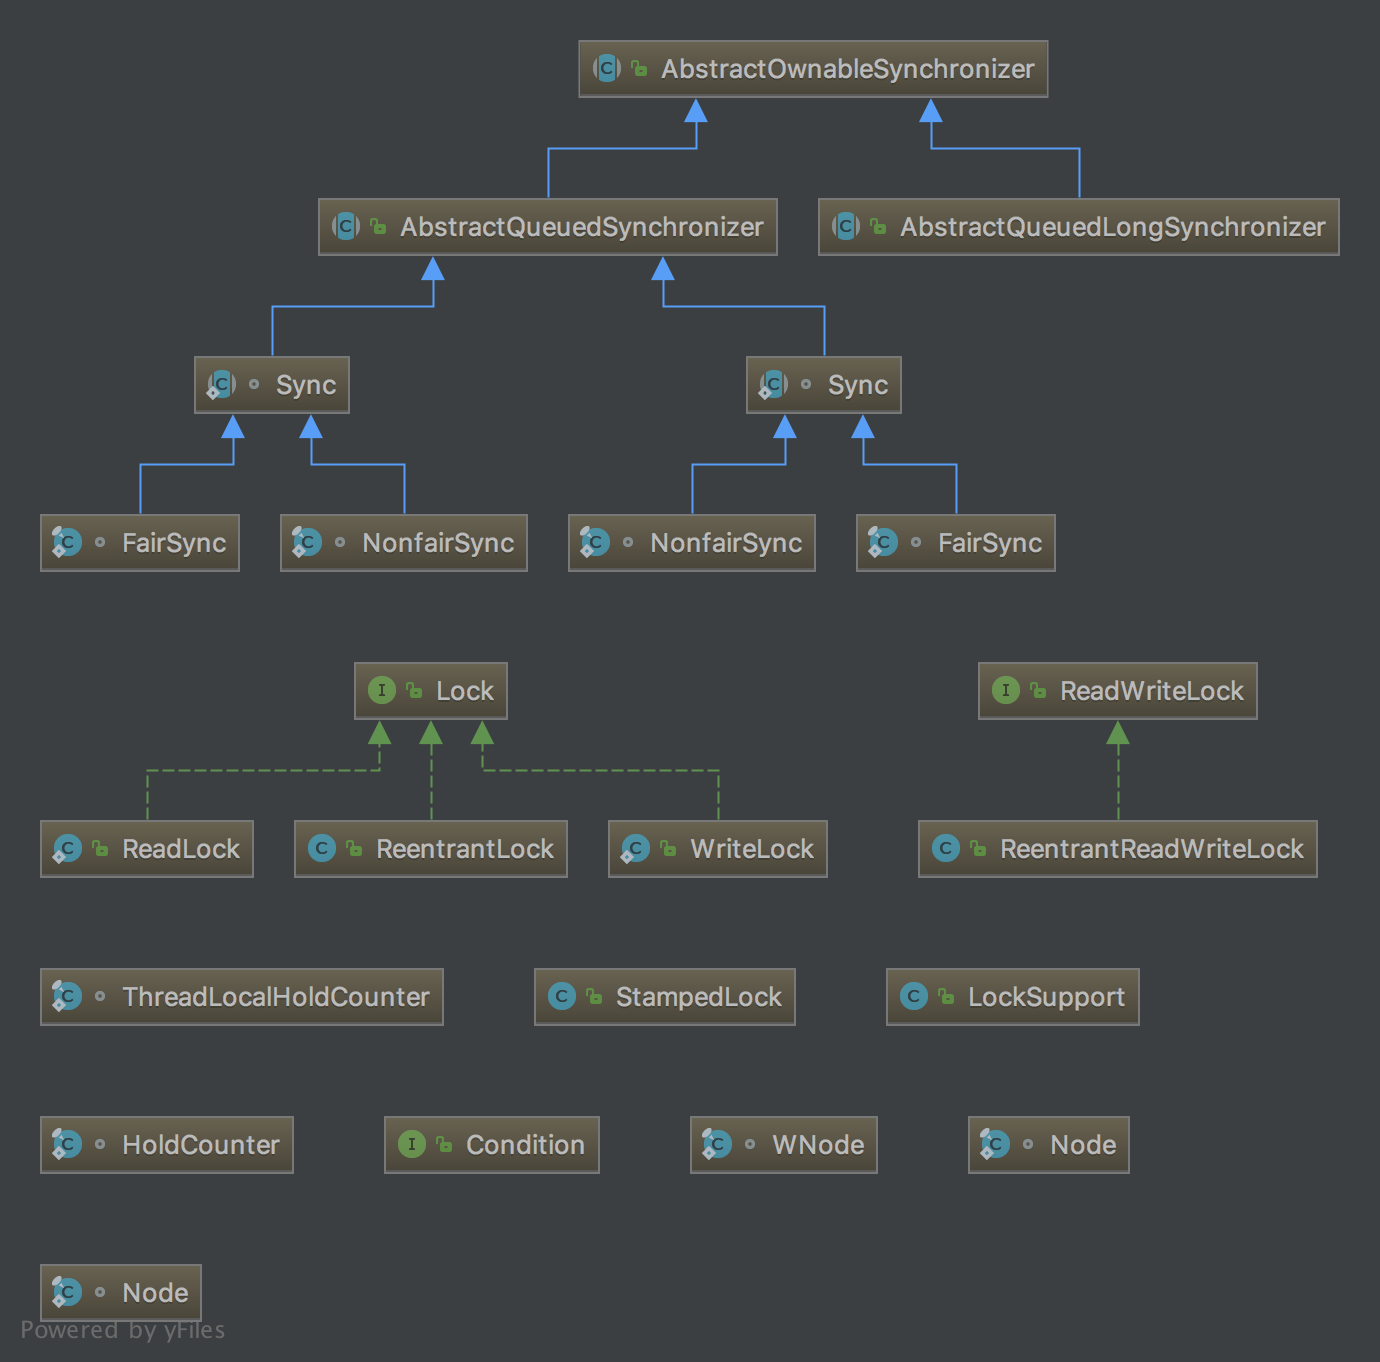 AbstractOwnableSynchronizer
AbstractQueuedSynchronizer AbstractQueuedLongSynchronizer
Sync Sync
FairSync NonfairSync NonfairSync FairSync
Lock ReadWriteLock
ReadLock ReentrantLock WriteLock ReentrantReadWriteLock
ThreadLocalHoldCounter StampedLock LockSupport
HoldCounter Condition WNode Node
Node
Powered by yFiles